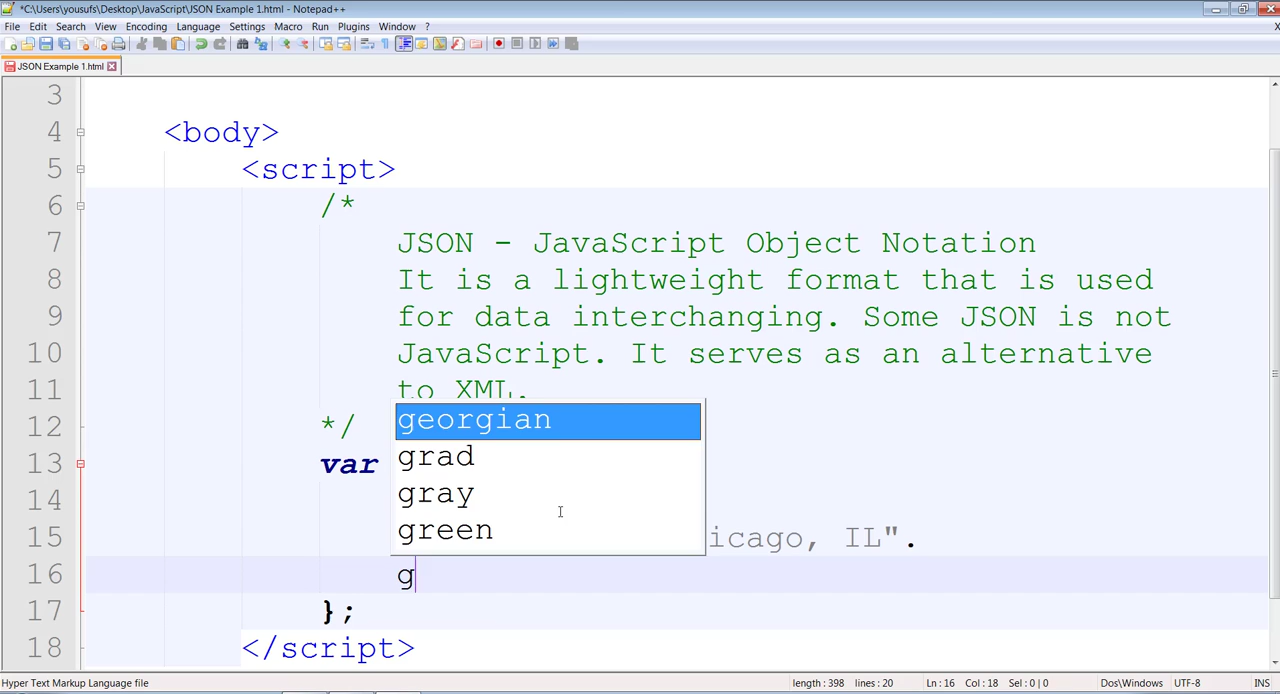 *C:\Users\yousufs\Desktop\JavaScript\JSON Example 1.html - Notepad++
File Edit Search View Encoding Language Settings Macro Run Plugins Window ?
X
JSON Example 1.html
3
4 <body>
5 <script>
6 /*
7 JSON - JavaScript Object Notation
8 It is a lightweight format that is used
9 for data interchanging. Some JSON is not
10 JavaScript. It serves as an alternative
11 to XML.
12 */
georgian
13 var
grad
14
gray
15 icago, IL".
green
16 g
17 };
18 </script>
Hyper Text Markup Language file length : 398 lines : 20 Ln : 16 Col : 18 Sel : 0 | 0 Dos\Windows UTF-8 INS